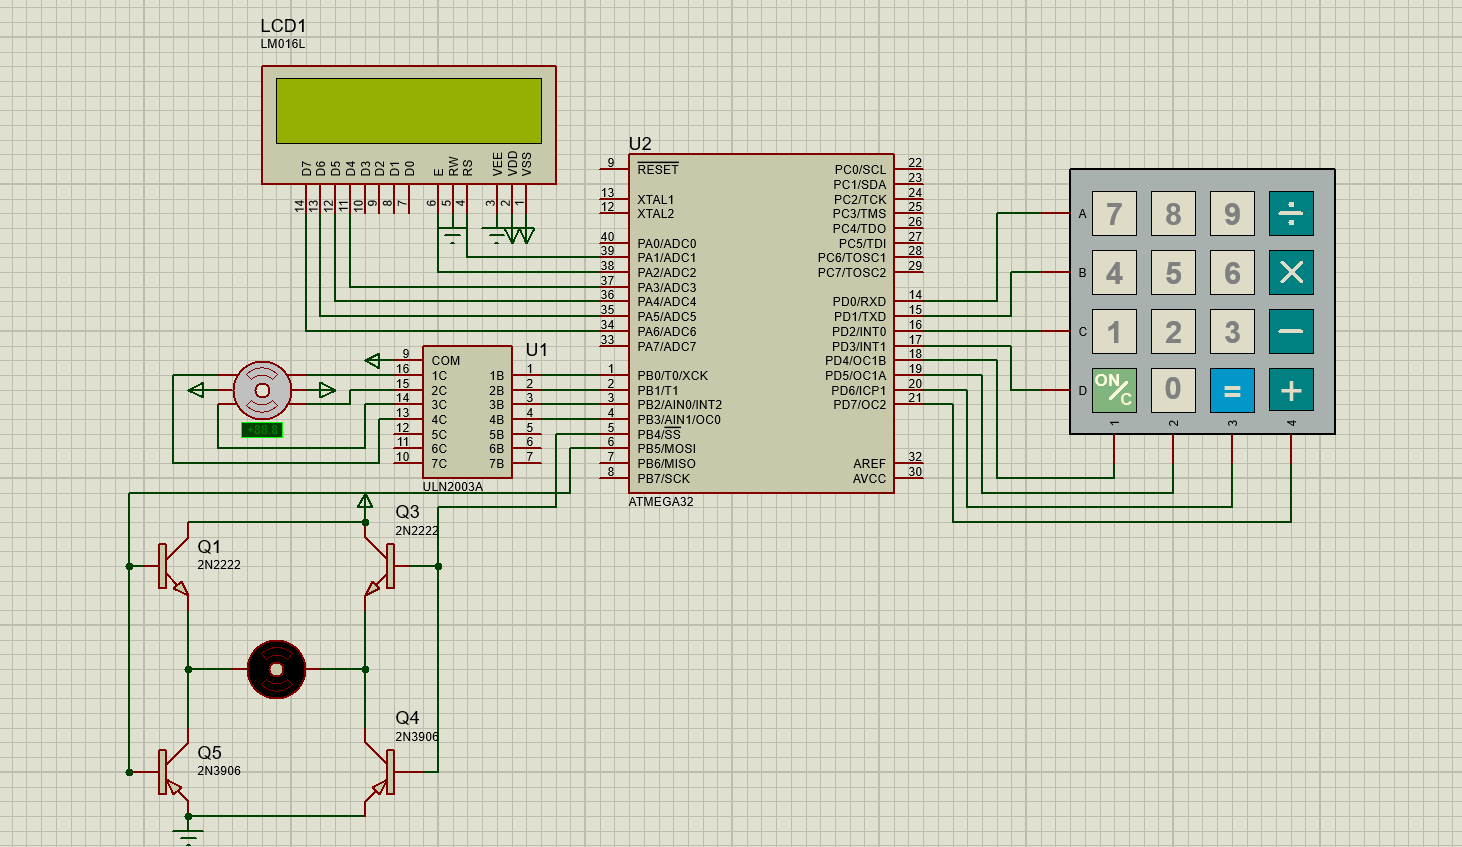 LCD1
LM016L
D7 D6 D5 D4 D3 D2 D1 D0 E RW RS VEE VDD VSS
14 13 12 11 10 9 8 7 6 5 4 3 2 1
U2
9 RESET
13 XTAL1
12 XTAL2
40 PA0/ADC0
39 PA1/ADC1
38 PA2/ADC2
37 PA3/ADC3
36 PA4/ADC4
35 PA5/ADC5
34 PA6/ADC6
33 PA7/ADC7
1 PB0/T0/XCK
2 PB1/T1
3 PB2/AIN0/INT2
4 PB3/AIN1/OC0
5 PB4/SS
6 PB5/MOSI
7 PB6/MISO
8 PB7/SCK
PC0/SCL 22
PC1/SDA 23
PC2/TCK 24
PC3/TMS 25
PC4/TDO 26
PC5/TDI 27
PC6/TOSC1 28
PC7/TOSC2 29
PD0/RXD 14
PD1/TXD 15
PD2/INT0 16
PD3/INT1 17
PD4/OC1B 18
PD5/OC1A 19
PD6/ICP1 20
PD7/OC2 21
AREF 32
AVCC 30
ATMEGA32
A 7 8 9 ÷
B 4 5 6 ×
C 1 2 3 −
D ON/C 0 = +
1 2 3 4
U1
9 COM
16 1C 1B 1
15 2C 2B 2
14 3C 3B 3
13 4C 4B 4
12 5C 5B 5
11 6C 6B 6
10 7C 7B 7
ULN2003A
+88.8
Q3
2N2222
Q1
2N2222
Q4
2N3906
Q5
2N3906